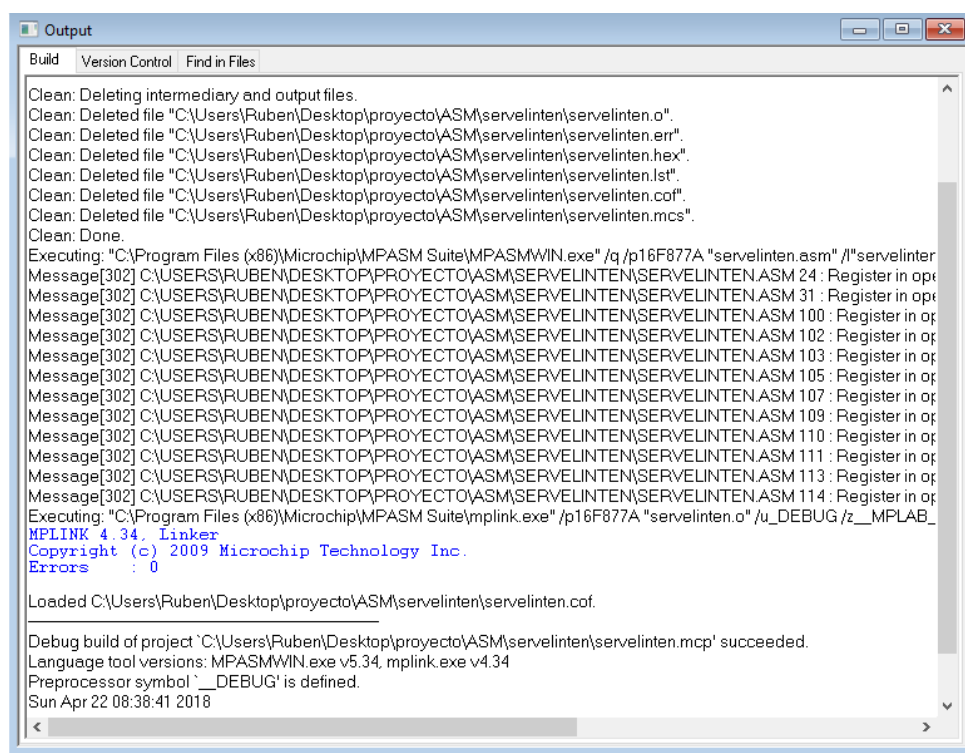 Output
Build Version Control Find in Files
Clean: Deleting intermediary and output files.
Clean: Deleted file "C:\Users\Ruben\Desktop\proyecto\ASM\servelinten\servelinten.o".
Clean: Deleted file "C:\Users\Ruben\Desktop\proyecto\ASM\servelinten\servelinten.err".
Clean: Deleted file "C:\Users\Ruben\Desktop\proyecto\ASM\servelinten\servelinten.hex".
Clean: Deleted file "C:\Users\Ruben\Desktop\proyecto\ASM\servelinten\servelinten.lst".
Clean: Deleted file "C:\Users\Ruben\Desktop\proyecto\ASM\servelinten\servelinten.cof".
Clean: Deleted file "C:\Users\Ruben\Desktop\proyecto\ASM\servelinten\servelinten.mcs".
Clean: Done.
Executing: "C:\Program Files (x86)\Microchip\MPASM Suite\MPASMWIN.exe" /q /p16F877A "servelinten.asm" /l"servelinter
Message[302] C:\USERS\RUBEN\DESKTOP\PROYECTO\ASM\SERVELINTEN\SERVELINTEN.ASM 24 : Register in ope
Message[302] C:\USERS\RUBEN\DESKTOP\PROYECTO\ASM\SERVELINTEN\SERVELINTEN.ASM 31 : Register in ope
Message[302] C:\USERS\RUBEN\DESKTOP\PROYECTO\ASM\SERVELINTEN\SERVELINTEN.ASM 100 : Register in op
Message[302] C:\USERS\RUBEN\DESKTOP\PROYECTO\ASM\SERVELINTEN\SERVELINTEN.ASM 102 : Register in op
Message[302] C:\USERS\RUBEN\DESKTOP\PROYECTO\ASM\SERVELINTEN\SERVELINTEN.ASM 103 : Register in op
Message[302] C:\USERS\RUBEN\DESKTOP\PROYECTO\ASM\SERVELINTEN\SERVELINTEN.ASM 105 : Register in op
Message[302] C:\USERS\RUBEN\DESKTOP\PROYECTO\ASM\SERVELINTEN\SERVELINTEN.ASM 107 : Register in op
Message[302] C:\USERS\RUBEN\DESKTOP\PROYECTO\ASM\SERVELINTEN\SERVELINTEN.ASM 109 : Register in op
Message[302] C:\USERS\RUBEN\DESKTOP\PROYECTO\ASM\SERVELINTEN\SERVELINTEN.ASM 110 : Register in op
Message[302] C:\USERS\RUBEN\DESKTOP\PROYECTO\ASM\SERVELINTEN\SERVELINTEN.ASM 111 : Register in op
Message[302] C:\USERS\RUBEN\DESKTOP\PROYECTO\ASM\SERVELINTEN\SERVELINTEN.ASM 113 : Register in op
Message[302] C:\USERS\RUBEN\DESKTOP\PROYECTO\ASM\SERVELINTEN\SERVELINTEN.ASM 114 : Register in op
Executing: "C:\Program Files (x86)\Microchip\MPASM Suite\mplink.exe" /p16F877A "servelinten.o" /u_DEBUG /z__MPLAB_
MPLINK 4.34, Linker
Copyright (c) 2009 Microchip Technology Inc.
Errors : 0
Loaded C:\Users\Ruben\Desktop\proyecto\ASM\servelinten\servelinten.cof.
Debug build of project `C:\Users\Ruben\Desktop\proyecto\ASM\servelinten\servelinten.mcp' succeeded.
Language tool versions: MPASMWIN.exe v5.34, mplink.exe v4.34
Preprocessor symbol `__DEBUG' is defined.
Sun Apr 22 08:38:41 2018